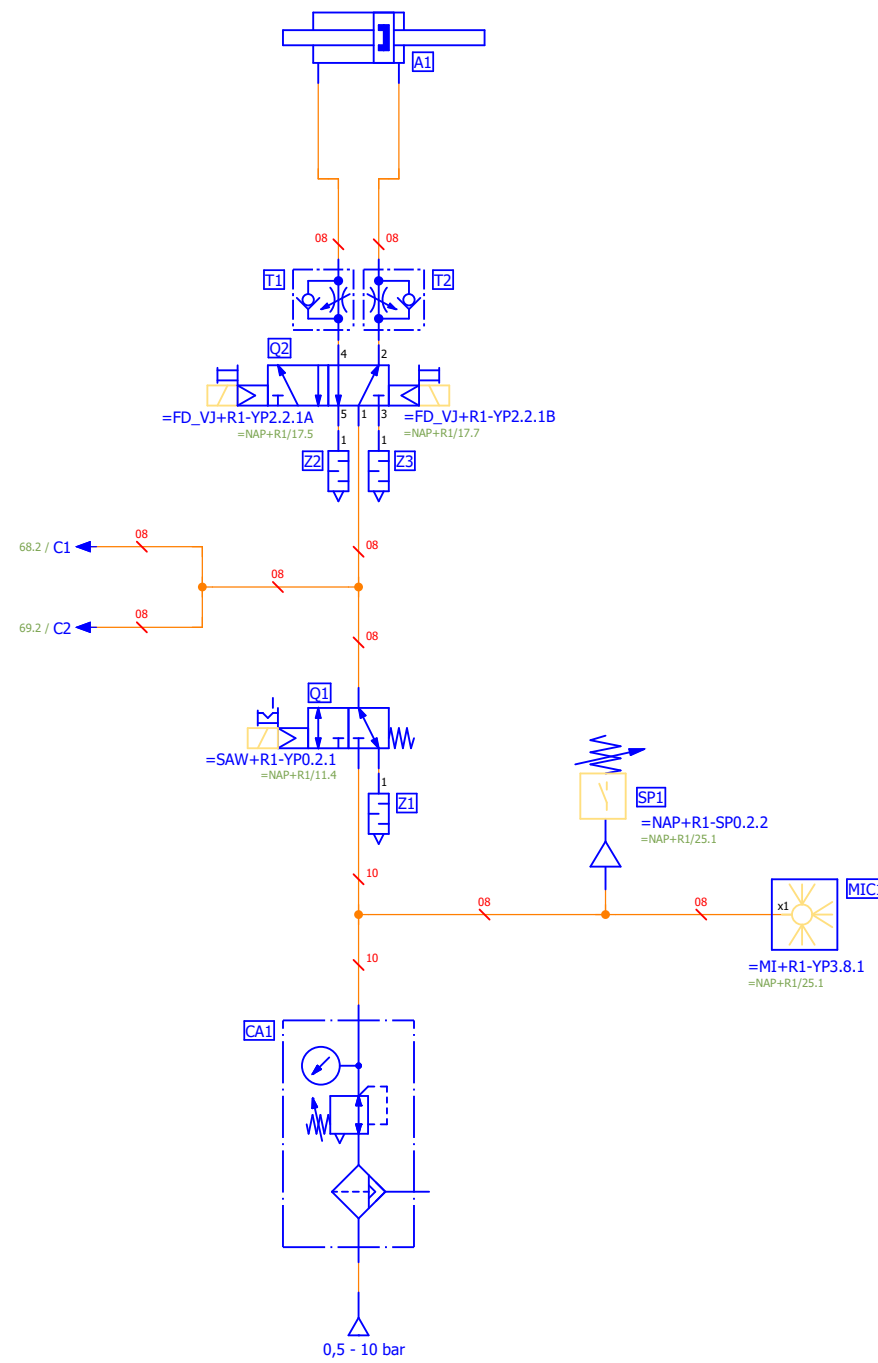 A1
08
08
T1
T2
Q2
4
2
=FD_VJ+R1-YP2.2.1A
5
1
3
=FD_VJ+R1-YP2.2.1B
=NAP+R1/17.5
=NAP+R1/17.7
1
1
Z2
Z3
68.2 / C1
08
08
08
69.2 / C2
08
08
Q1
=SAW+R1-YP0.2.1
=NAP+R1/11.4
1
Z1
SP1
=NAP+R1-SP0.2.2
=NAP+R1/25.1
10
08
08
x1
MIC1
10
=MI+R1-YP3.8.1
=NAP+R1/25.1
CA1
0,5 - 10 bar